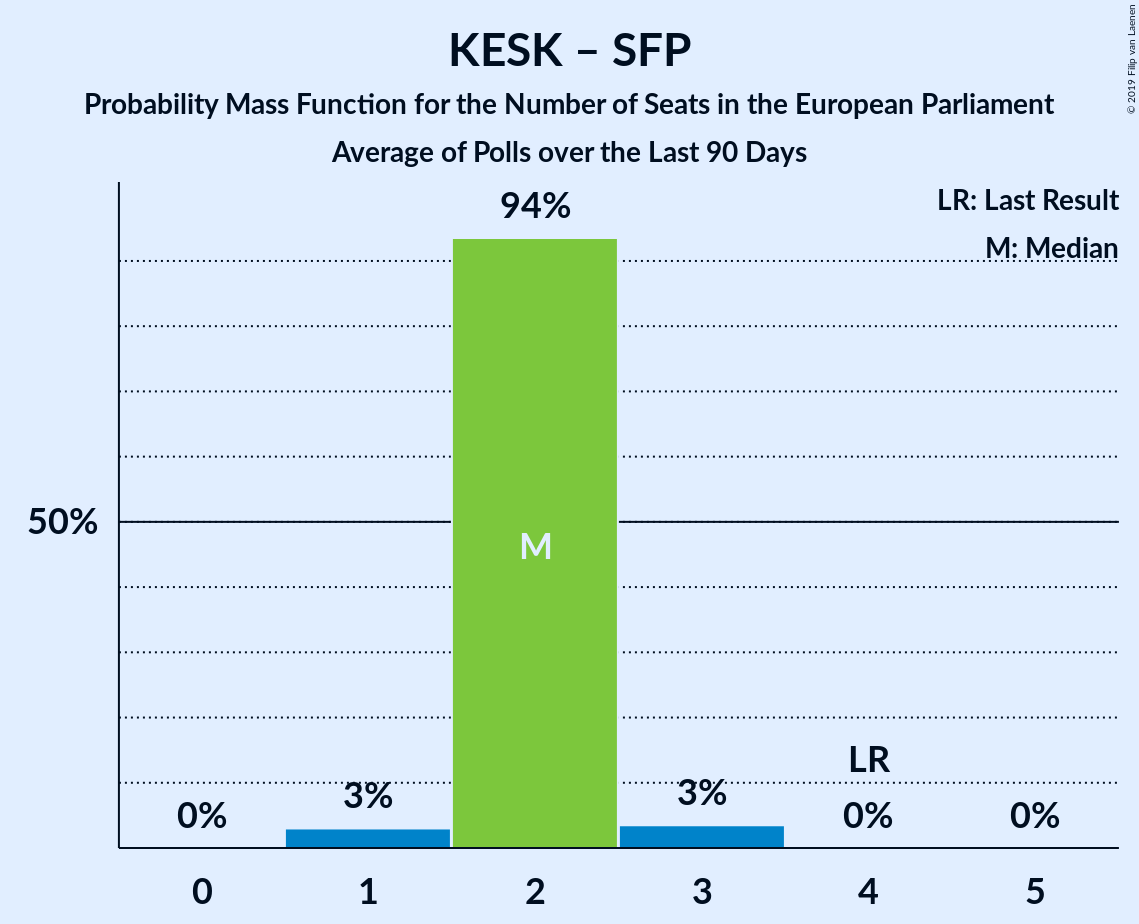 KESK – SFP
Probability Mass Function for the Number of Seats in the European Parliament
Average of Polls over the Last 90 Days
© 2019 Filip van Laenen
LR: Last Result
M: Median
94%
50%
M
LR
0%
3%
3%
0%
0%
0 1 2 3 4 5